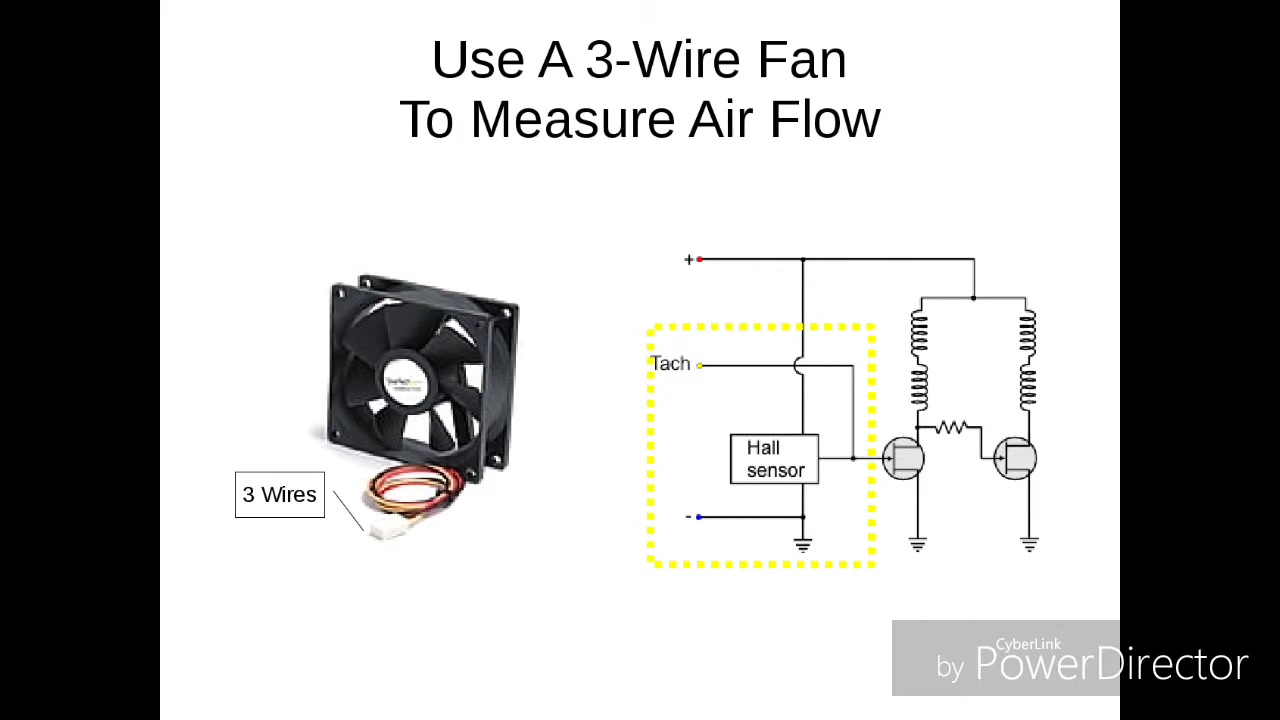 Use A 3-Wire Fan
To Measure Air Flow
+
Tach
Hall
sensor
-
3 Wires
CyberLink
by PowerDirector